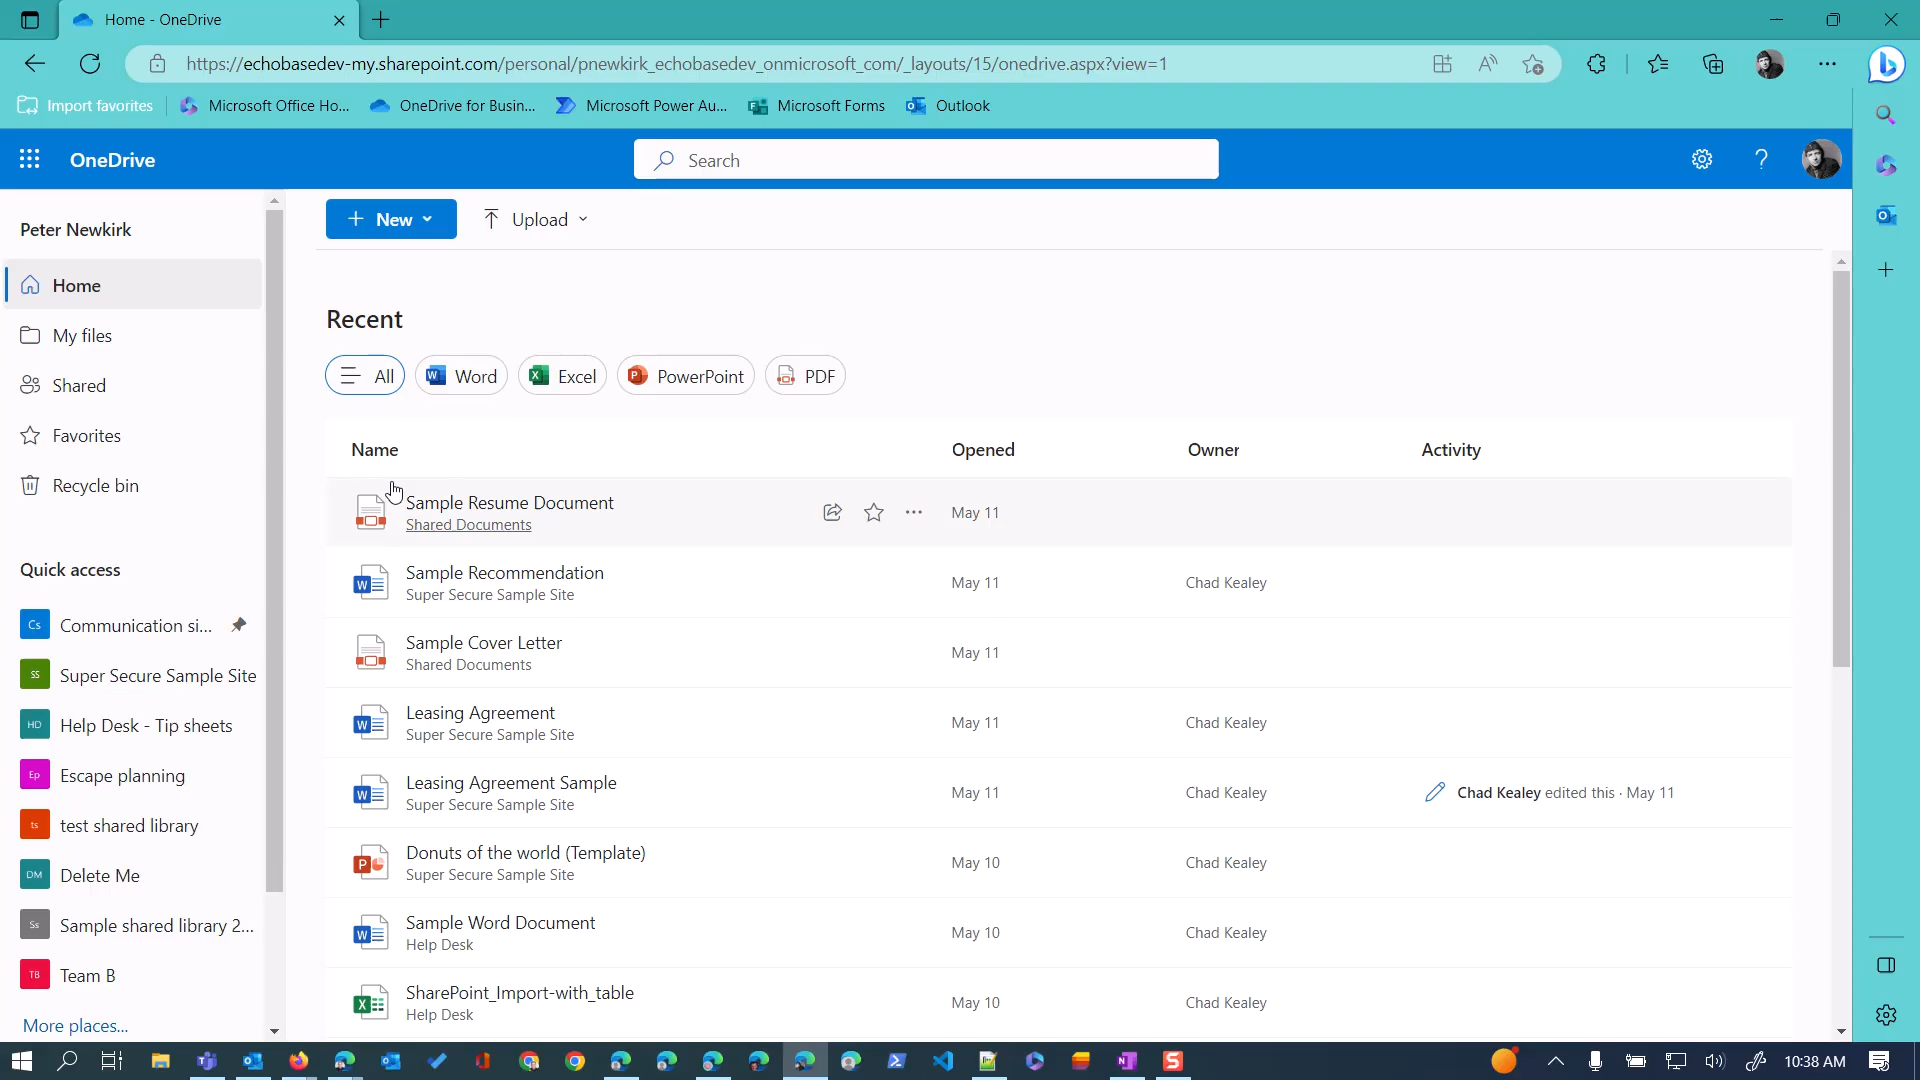 Home - OneDrive
https://echobasedev-my.sharepoint.com/personal/pnewkirk_echobasedev_onmicrosoft_com/_layouts/15/onedrive.aspx?view=1
Import favorites
Microsoft Office Ho...
OneDrive for Busin...
Microsoft Power Au...
Microsoft Forms
Outlook
OneDrive
Search
Peter Newkirk
Home
My files
Shared
Favorites
Recycle bin
Quick access
Cs Communication si...
SS Super Secure Sample Site
HD Help Desk - Tip sheets
Ep Escape planning
ts test shared library
DM Delete Me
Ss Sample shared library 2...
TB Team B
More places...
New
Upload
Recent
All
Word
Excel
PowerPoint
PDF
Name Opened Owner Activity
Sample Resume Document
Shared Documents
May 11
Sample Recommendation
Super Secure Sample Site
May 11
Chad Kealey
Sample Cover Letter
Shared Documents
May 11
Leasing Agreement
Super Secure Sample Site
May 11
Chad Kealey
Leasing Agreement Sample
Super Secure Sample Site
May 11
Chad Kealey
Chad Kealey edited this · May 11
Donuts of the world (Template)
Super Secure Sample Site
May 10
Chad Kealey
Sample Word Document
Help Desk
May 10
Chad Kealey
SharePoint_Import-with_table
Help Desk
May 10
Chad Kealey
10:38 AM